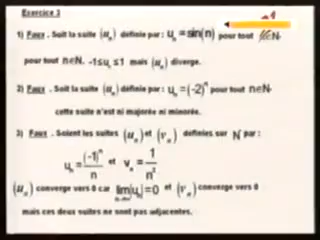 Exercice 3
1) Faux . Soit la suite (uₙ) définie par : uₙ=sin(n) pour tout n∈N
pour tout n∈N. -1≤uₙ≤1 mais (uₙ) diverge.
2) Faux . Soit la suite (uₙ) définie par : uₙ=(-2)ⁿ pour tout n∈N
cette suite n'est ni majorée ni minorée.
3) Faux . Soient les suites (uₙ) et (vₙ) définies sur N* par :
uₙ = (-1)ⁿ/n et vₙ = 1/n²
(uₙ) converge vers 0 car lim|uₙ|=0 et (vₙ) converge vers 0
mais ces deux suites ne sont pas adjacentes.